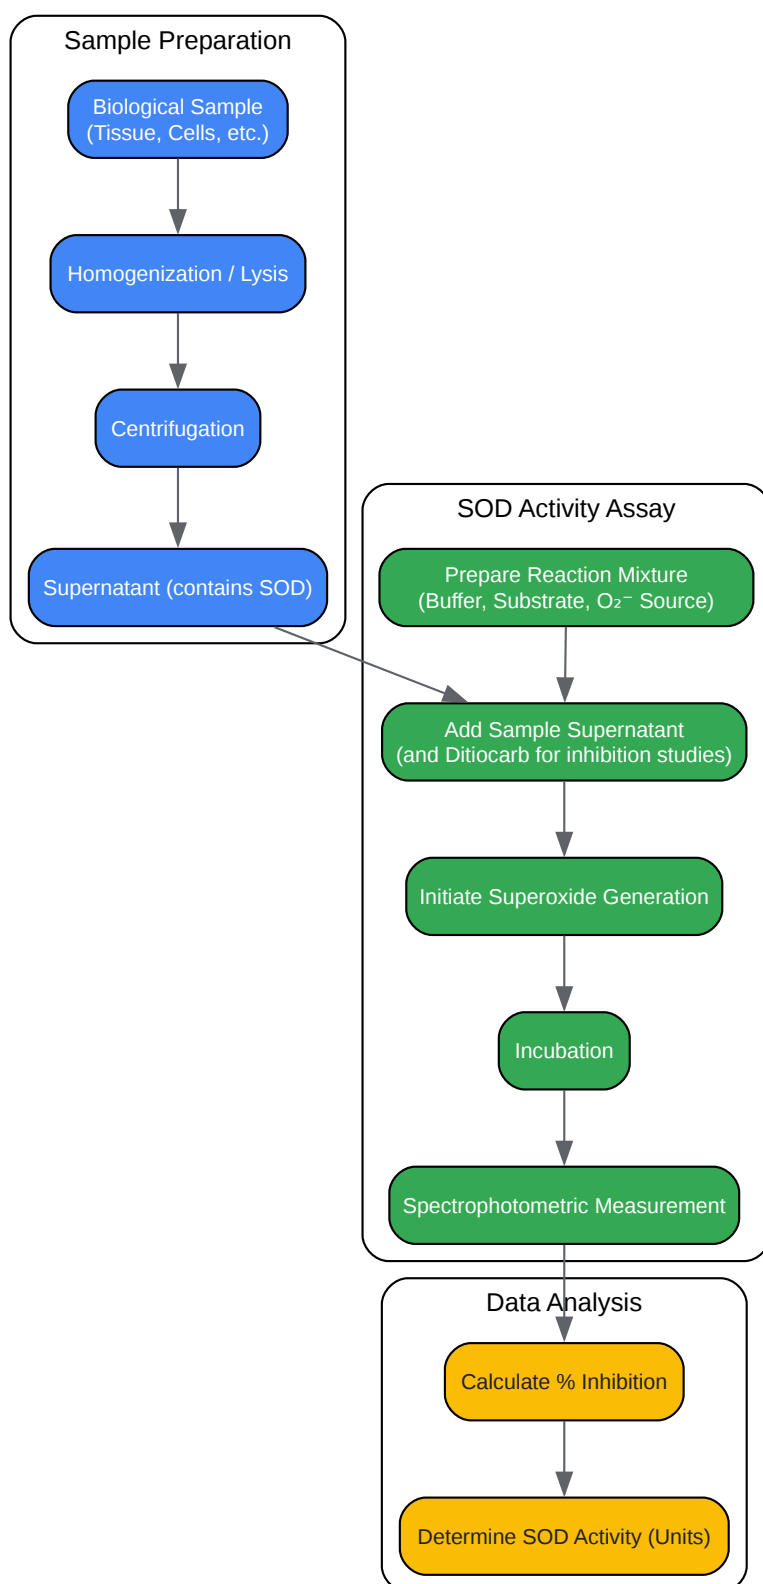 Sample Preparation
Biological Sample
(Tissue, Cells, etc.)
Homogenization / Lysis
Centrifugation
Supernatant (contains SOD)
SOD Activity Assay
Prepare Reaction Mixture
(Buffer, Substrate, O₂⁻ Source)
Add Sample Supernatant
(and Ditiocarb for inhibition studies)
Initiate Superoxide Generation
Incubation
Spectrophotometric Measurement
Data Analysis
Calculate % Inhibition
Determine SOD Activity (Units)